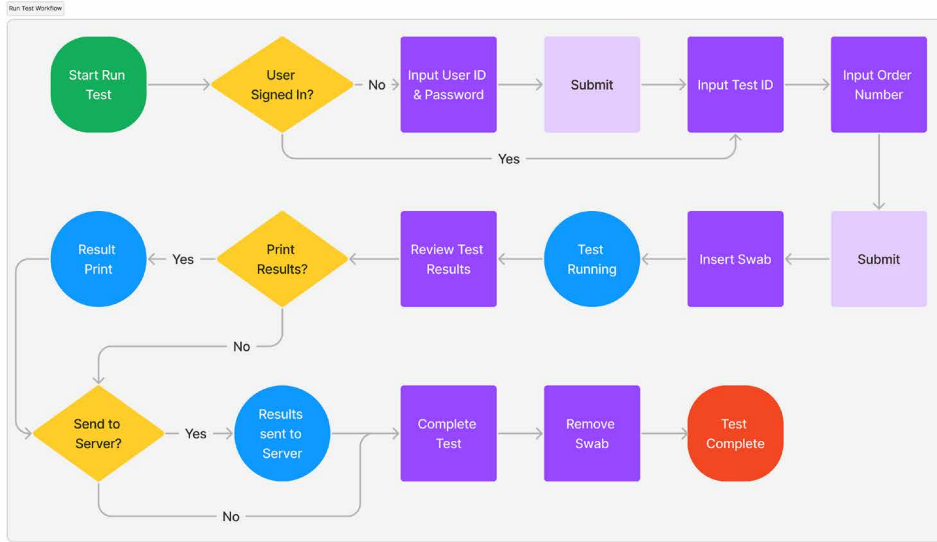 Run Test Workflow
Start Run
Test
User
Signed In?
No
Input User ID
& Password
Submit
Input Test ID
Input Order
Number
Yes
Result
Print
Yes
Print
Results?
Review Test
Results
Test
Running
Insert Swab
Submit
No
Send to
Server?
Yes
Results
sent to
Server
Complete
Test
Remove
Swab
Test
Complete
No